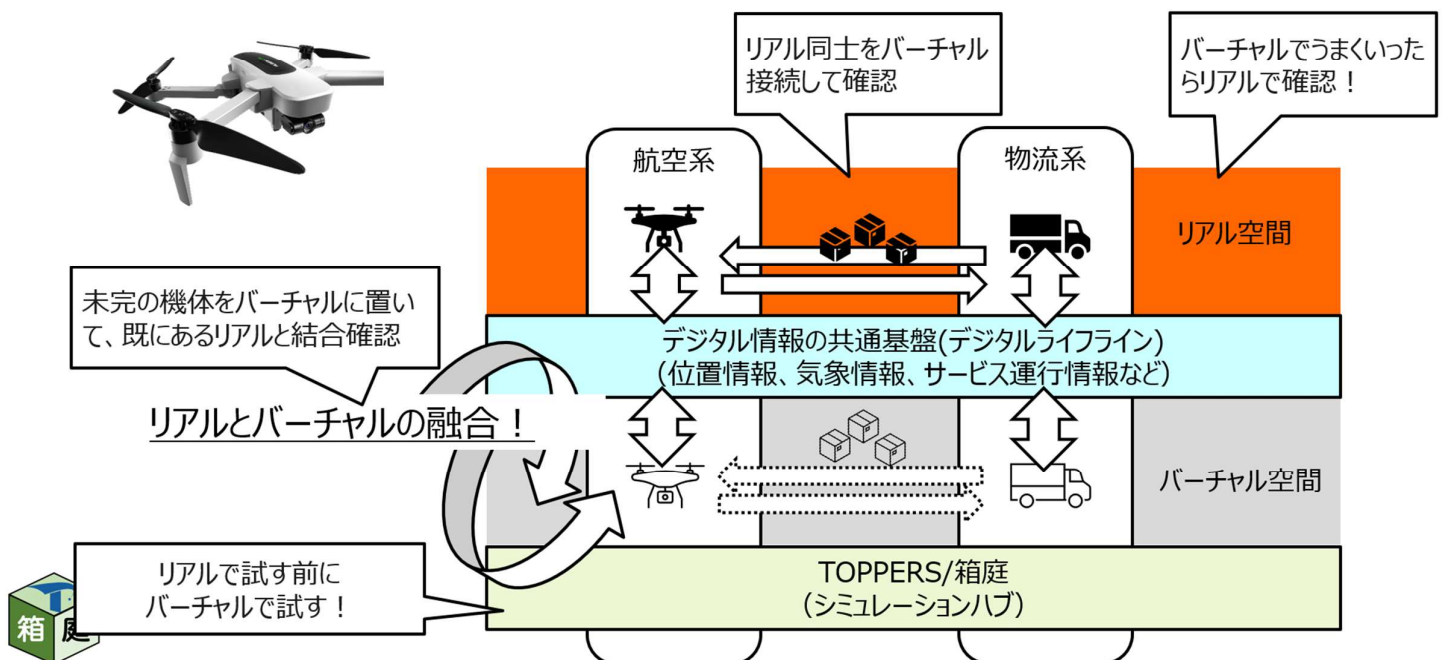 リアル同士をバーチャル
接続して確認
バーチャルでうまくいった
らリアルで確認！
航空系
物流系
リアル空間
未完の機体をバーチャルに置い
て、既にあるリアルと結合確認
デジタル情報の共通基盤(デジタルライフライン)
(位置情報、気象情報、サービス運行情報など)
リアルとバーチャルの融合！
バーチャル空間
リアルで試す前に
バーチャルで試す！
TOPPERS/箱庭
(シミュレーションハブ)
箱 庭